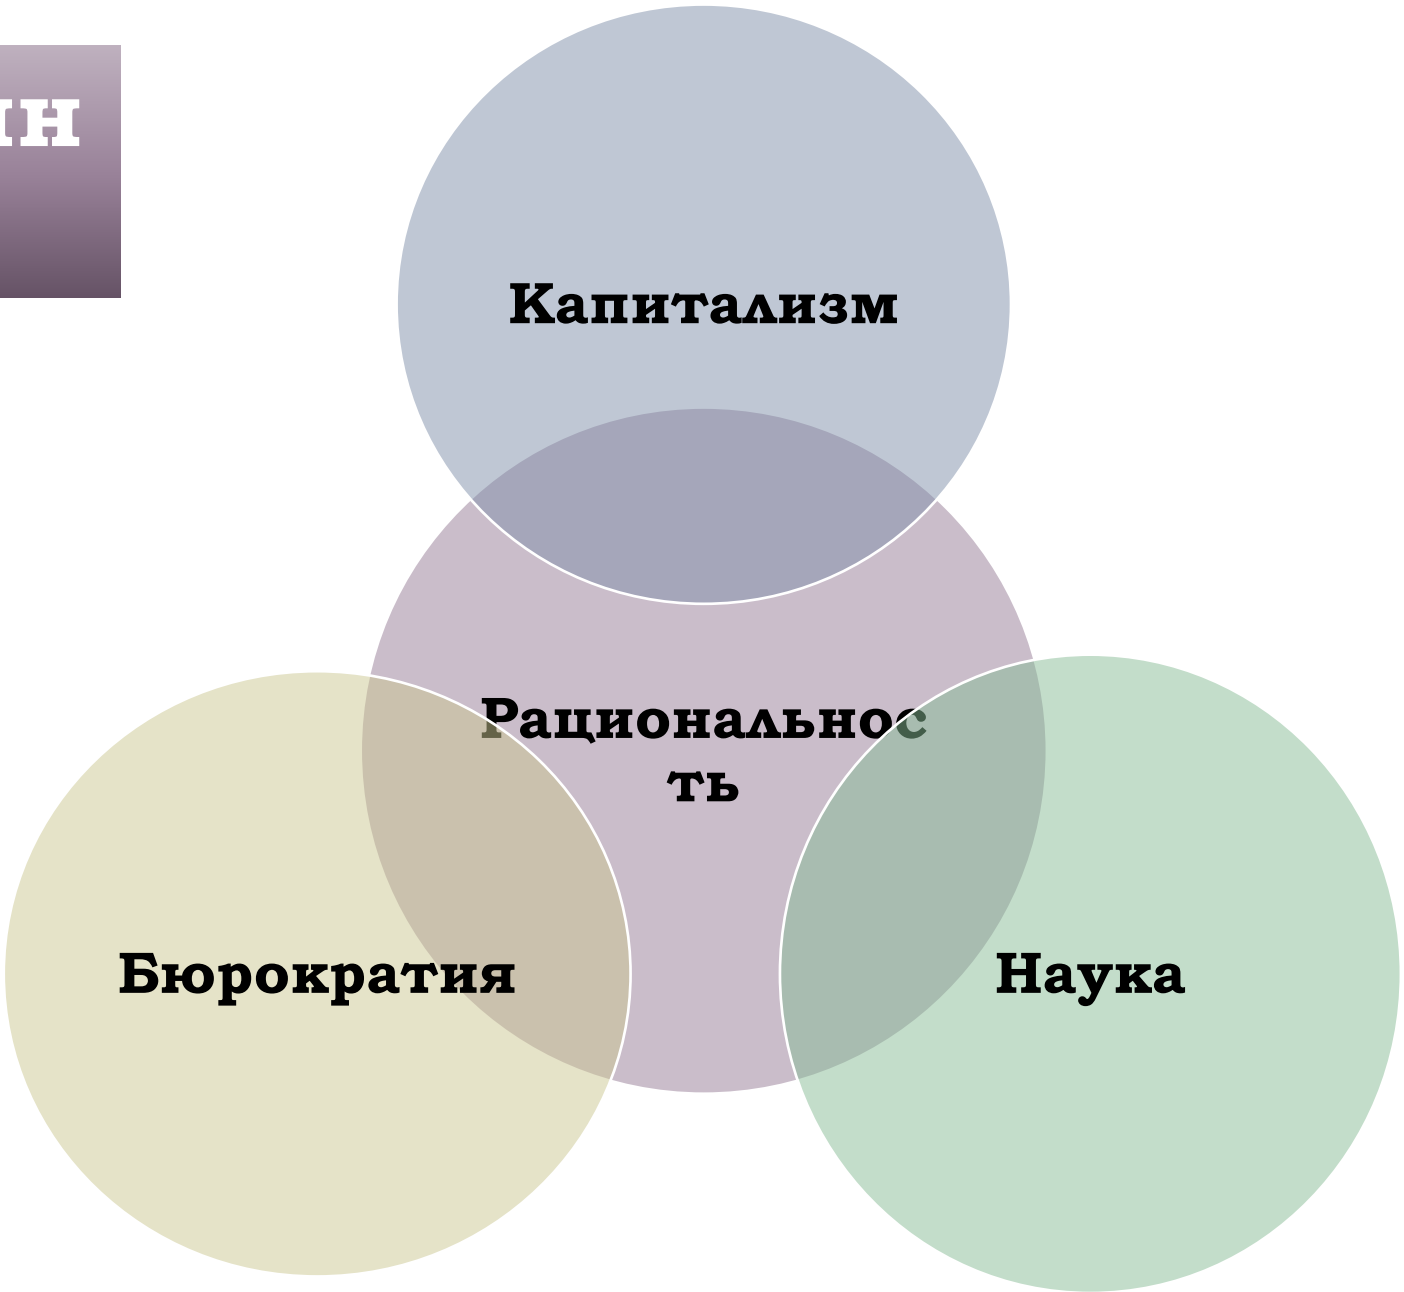 Капитализм
Рациональнос
ть
Бюрократия
Наука